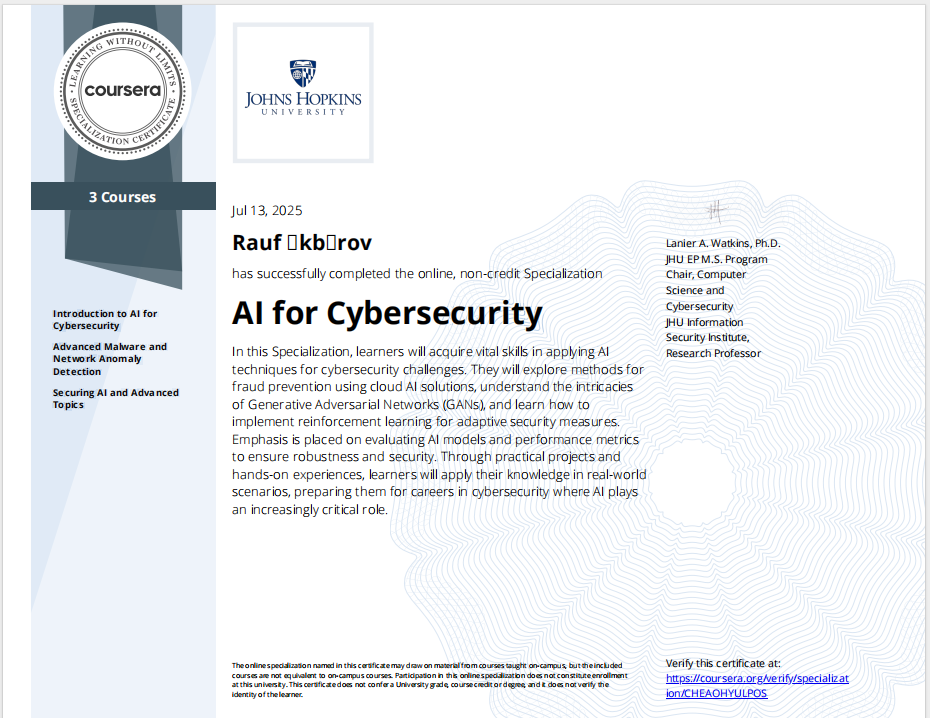 LEARNING WITHOUT LIMITS
coursera
SPECIALIZATION CERTIFICATE
JOHNS HOPKINS
UNIVERSITY
3 Courses
Introduction to AI for
Cybersecurity
Advanced Malware and
Network Anomaly
Detection
Securing AI and Advanced
Topics
Jul 13, 2025
Rauf □kb□rov
has successfully completed the online, non-credit Specialization
AI for Cybersecurity
In this Specialization, learners will acquire vital skills in applying AI
techniques for cybersecurity challenges. They will explore methods for
fraud prevention using cloud AI solutions, understand the intricacies
of Generative Adversarial Networks (GANs), and learn how to
implement reinforcement learning for adaptive security measures.
Emphasis is placed on evaluating AI models and performance metrics
to ensure robustness and security. Through practical projects and
hands-on experiences, learners will apply their knowledge in real-world
scenarios, preparing them for careers in cybersecurity where AI plays
an increasingly critical role.
Lanier A. Watkins, Ph.D.
JHU EP M.S. Program
Chair, Computer
Science and
Cybersecurity
JHU Information
Security Institute,
Research Professor
The online specialization named in this certificate may draw on material from courses taught on-campus, but the included
courses are not equivalent to on-campus courses. Participation in this online specialization does not constitute enrollment
at this university. This certificate does not confer a University grade, course credit or degree, and it does not verify the
identity of the learner.
Verify this certificate at:
https://coursera.org/verify/specializat
ion/CHEAOHYULPOS